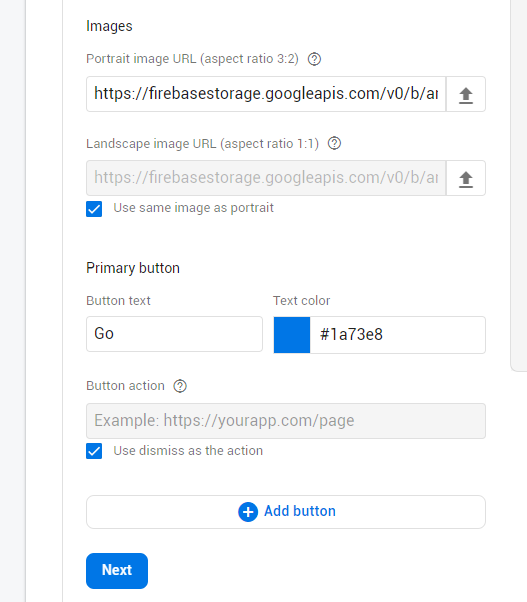 Images
Portrait image URL (aspect ratio 3:2)
https://firebasestorage.googleapis.com/v0/b/ar
Landscape image URL (aspect ratio 1:1)
https://firebasestorage.googleapis.com/v0/b/ar
Use same image as portrait
Primary button
Button text Text color
Go #1a73e8
Button action
Example: https://yourapp.com/page
Use dismiss as the action
Add button
Next